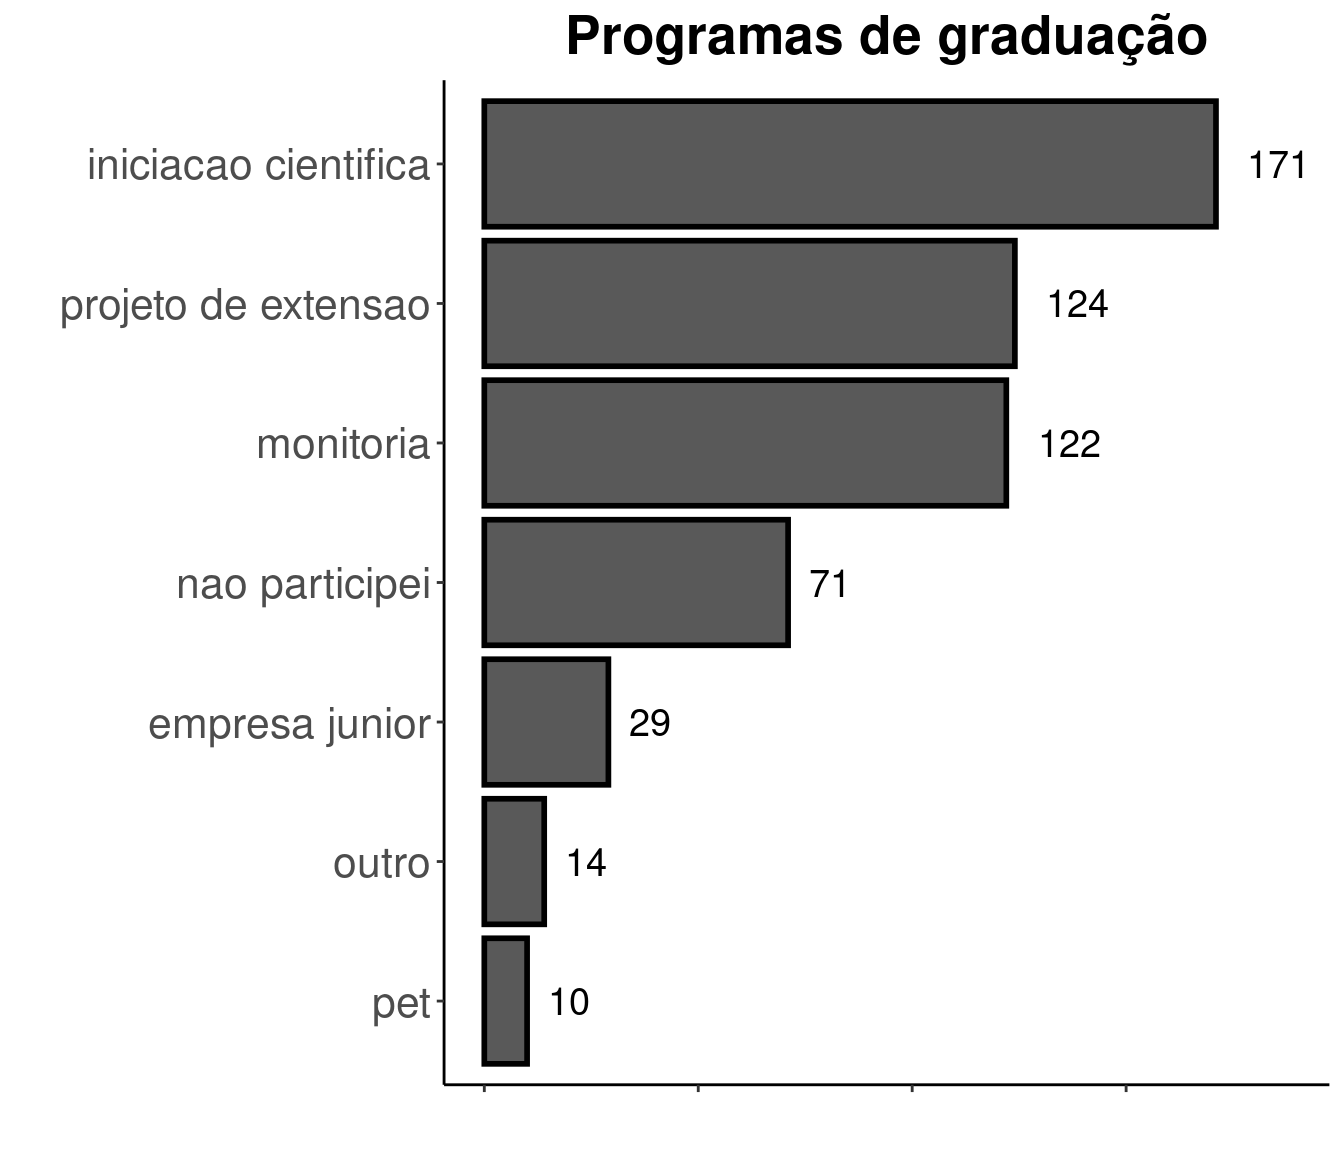 Programas de graduação
iniciacao cientifica 171
projeto de extensao 124
monitoria 122
nao participei 71
empresa junior 29
outro 14
pet 10